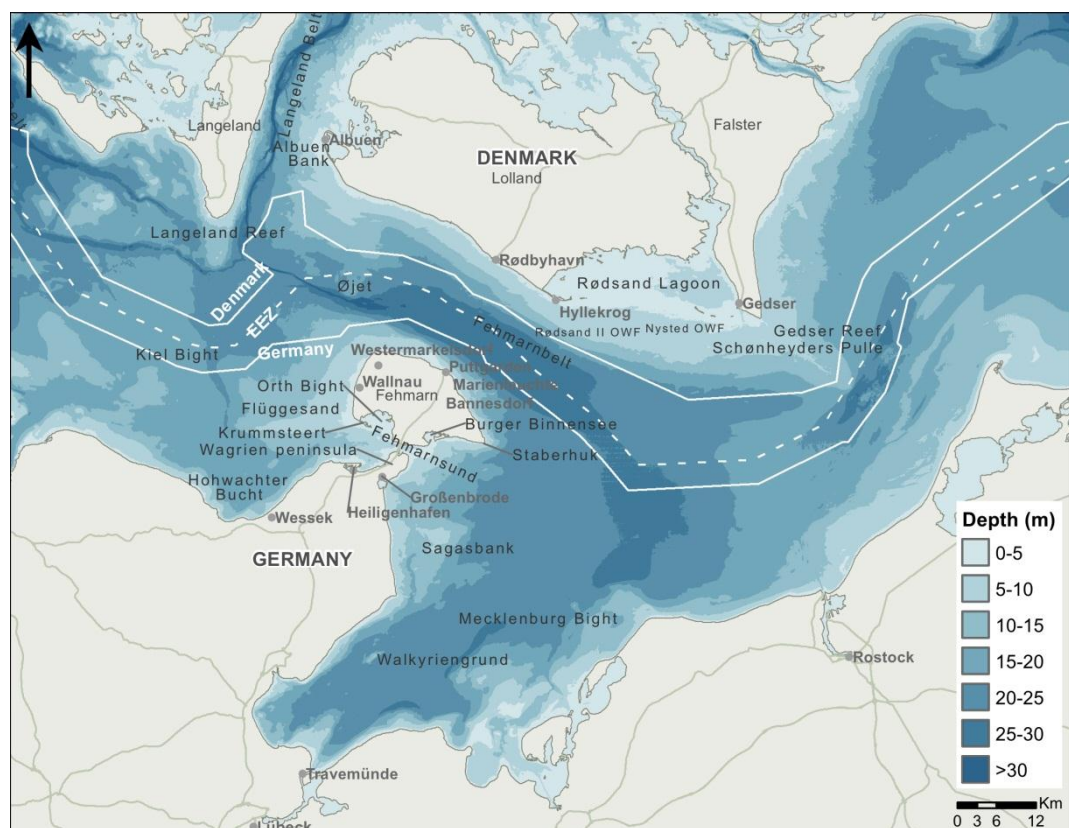 Langeland
Langeland Belt
Albuen
Albuen
Bank
DENMARK
Lolland
Falster
Langeland Reef
Rødbyhavn
Denmark
Øjet
Rødsand Lagoon
Hyllekrog
Gedser
EEZ
Germany
Fehmarnbelt
Rødsand II OWF
Nysted OWF
Gedser Reef
Schønheyders Pulle
Kiel Bight
Westermarkelsdorf
Puttgarden
Orth Bight
Wallnau
Fehmarn
Flüggesand
Bannesdorf
Krummsteert
Burger Binnensee
Wagrien peninsula
Fehmarnsund
Staberhuk
Hohwachter
Bucht
Großenbrode
Heiligenhafen
Wessek
GERMANY
Sagasbank
Mecklenburg Bight
Walkyriengrund
Rostock
Travemünde
Lübeck
Depth (m)
0-5
5-10
10-15
15-20
20-25
25-30
>30
Km
0 3 6 12